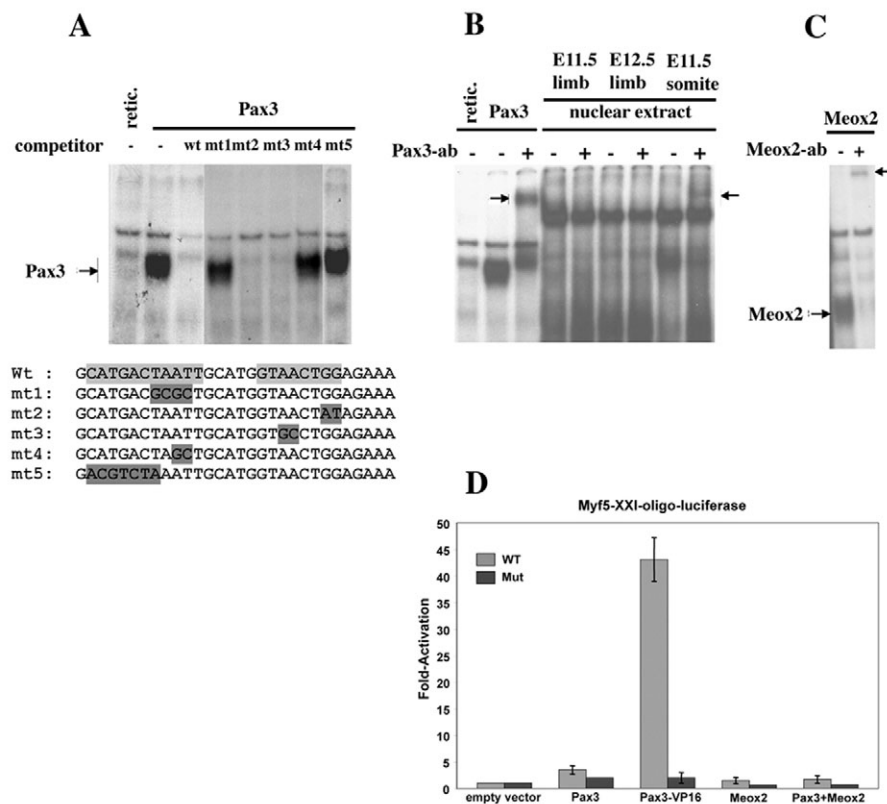 A
retic.
Pax3
competitor - - wt mt1 mt2 mt3 mt4 mt5
Pax3
Wt : GCATGACTAATTGCATGGTAACTGGAGAAA
mt1: GCATGACGCGCTGCATGGTAACTGGAGAAA
mt2: GCATGACTAATTGCATGGTAACTATAGAAA
mt3: GCATGACTAATTGCATGGTGCCTGGAGAAA
mt4: GCATGACTAGCTGCATGGTAACTGGAGAAA
mt5: GACGTCTAAATTGCATGGTAACTGGAGAAA
B
retic.
Pax3
E11.5 limb
E12.5 limb
E11.5 somite
nuclear extract
Pax3-ab - - + - + - + - +
C
Meox2
Meox2-ab - +
Meox2
D
Myf5-XXI-oligo-luciferase
WT
Mut
Fold-Activation
50
45
40
35
30
25
20
15
10
5
0
empty vector Pax3 Pax3-VP16 Meox2 Pax3+Meox2